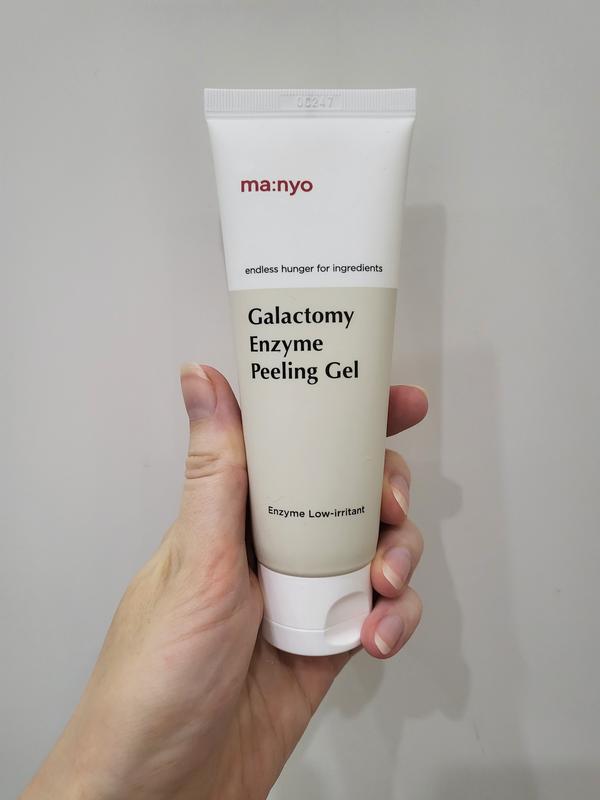 00247
ma:nyo
endless hunger for ingredients
Galactomy
Enzyme
Peeling Gel
Enzyme Low-irritant